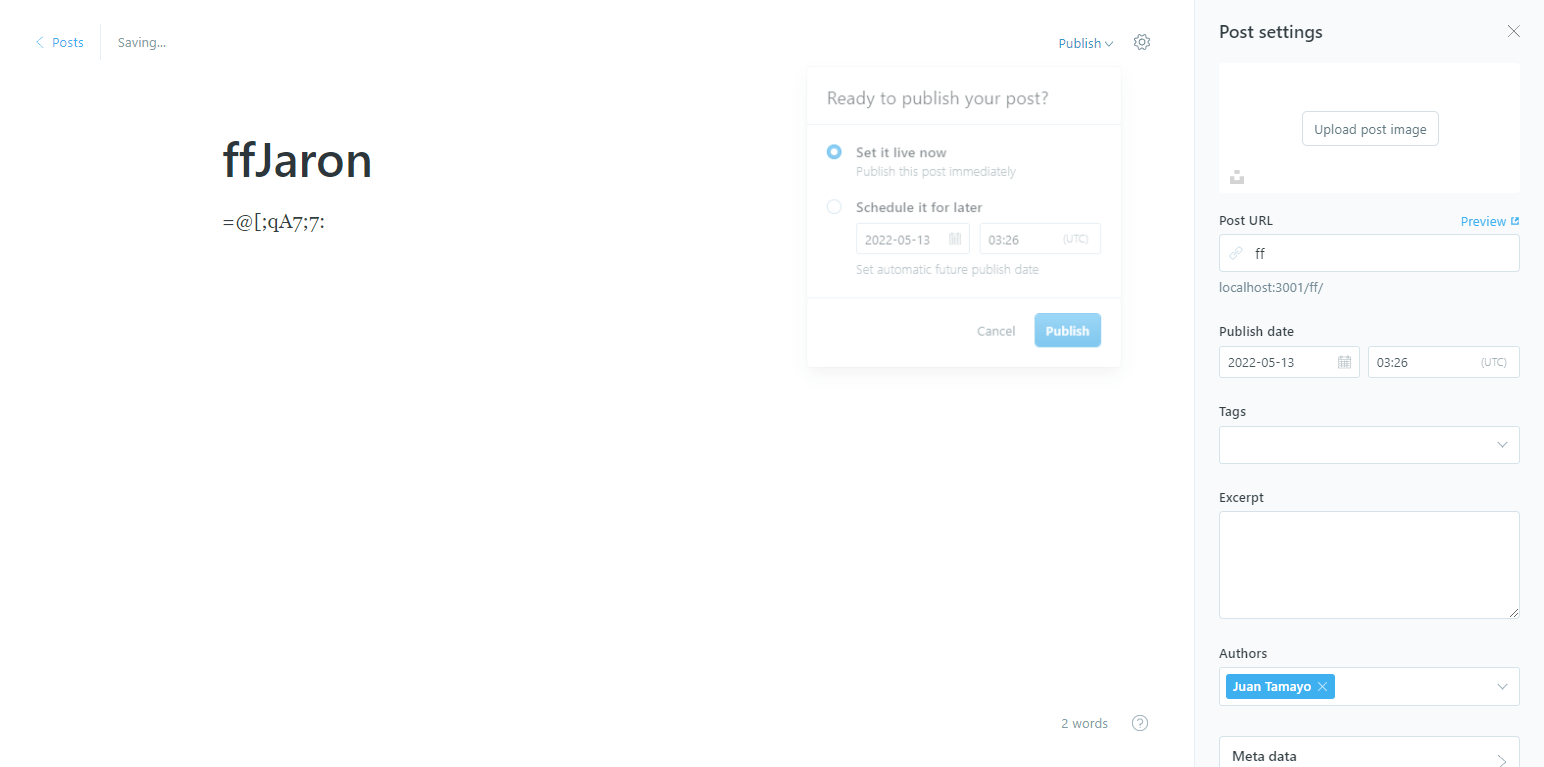 Posts
Saving...
Publish
ffJaron
=@[;qA7;7:
Ready to publish your post?
Set it live now
Publish this post immediately
Schedule it for later
2022-05-13
03:26
(UTC)
Set automatic future publish date
Cancel
Publish
2 words
?
Post settings
Upload post image
Post URL
Preview
ff
localhost:3001/ff/
Publish date
2022-05-13
03:26
(UTC)
Tags
Excerpt
Authors
Juan Tamayo
Meta data